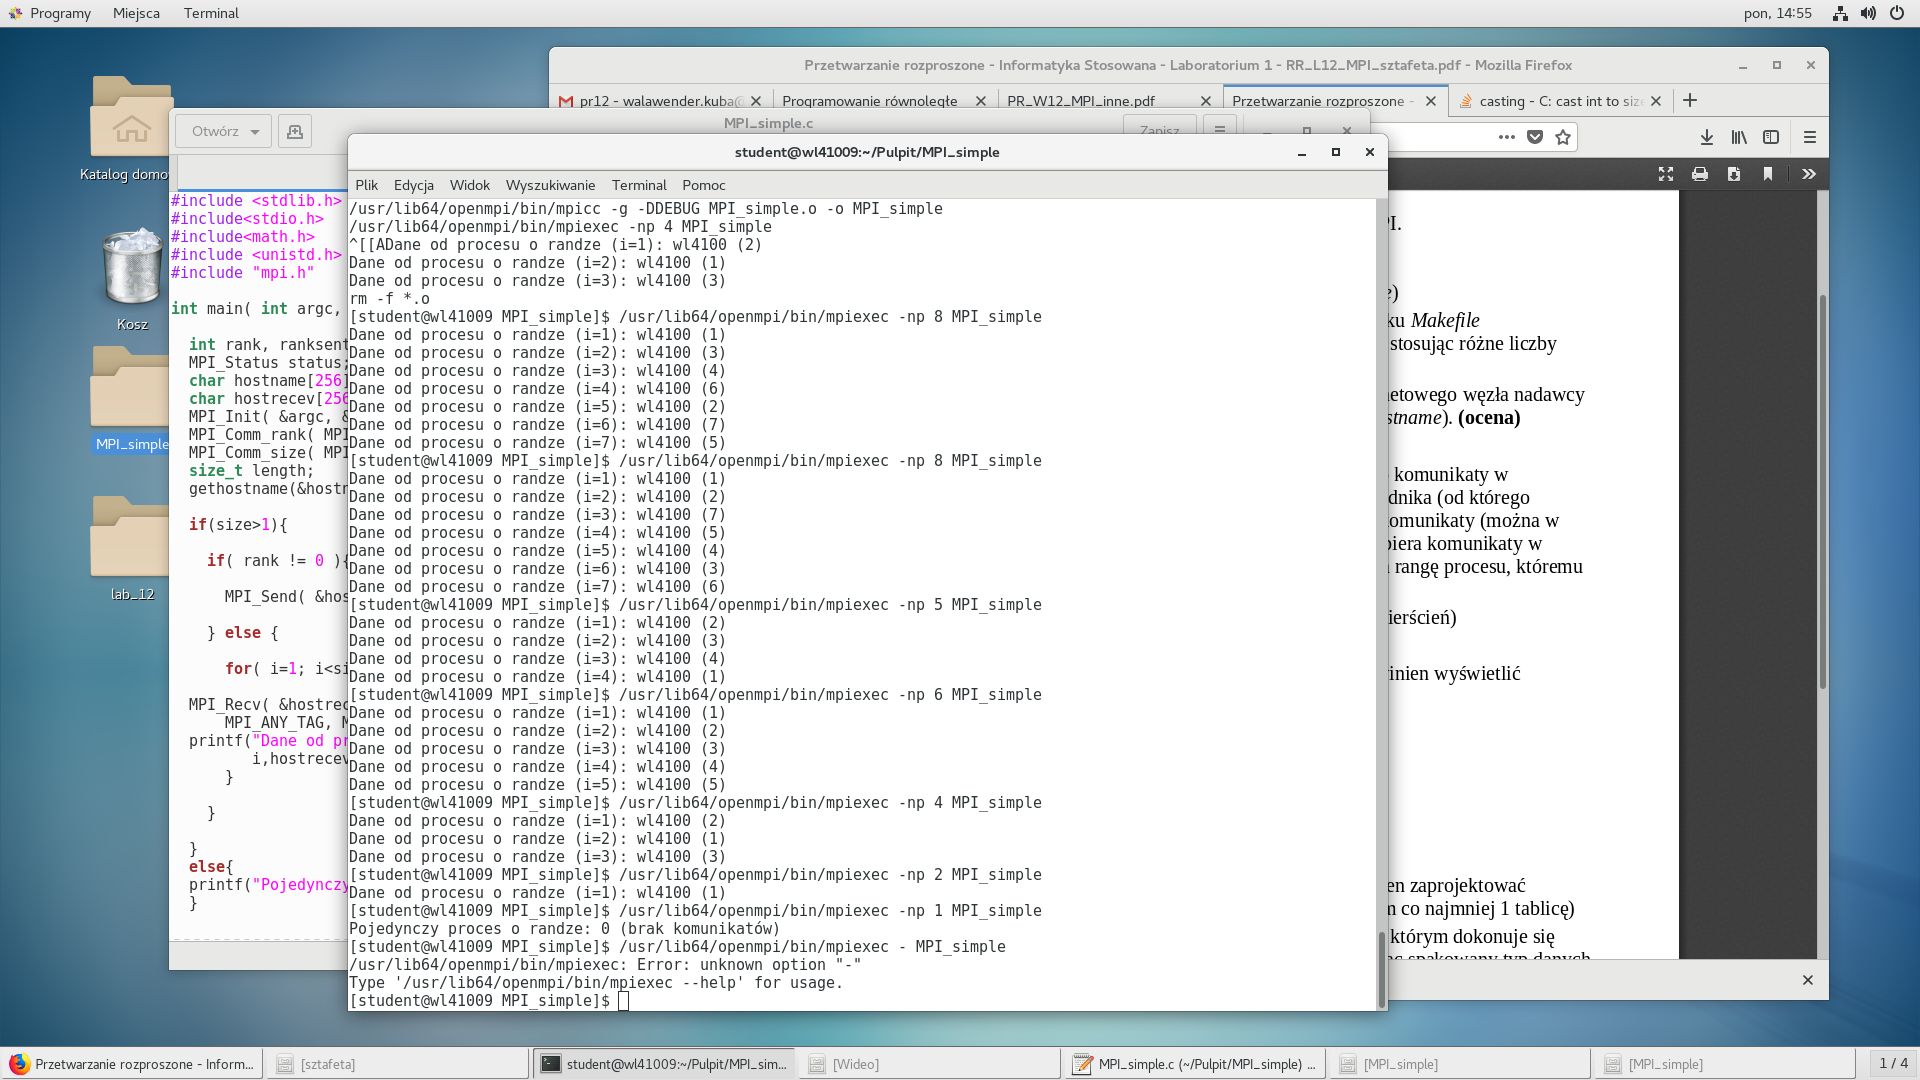 Programy Miejsca Terminal pon, 14:55
Przetwarzanie rozproszone - Informatyka Stosowana - Laboratorium 1 - RR_L12_MPI_sztafeta.pdf - Mozilla Firefox
pr12 - walawender.kuba@ Programowanie równoległe PR_W12_MPI_inne.pdf Przetwarzanie rozproszone - casting - C: cast int to size
Katalog domo
Kosz
MPI_simple
lab_12
Otwórz MPI_simple.c Zapisz
#include <stdlib.h>
#include<stdio.h>
#include<math.h>
#include <unistd.h>
#include "mpi.h"
int main( int argc,
int rank, ranksent
MPI_Status status;
char hostname[256]
char hostrecev[256
MPI_Init( &argc, &
MPI_Comm_rank( MPI
MPI_Comm_size( MPI
size_t length;
gethostname(&hostn
if(size>1){
if( rank != 0 ){
MPI_Send( &hos
} else {
for( i=1; i<si
MPI_Recv( &hostrec
MPI_ANY_TAG, M
printf("Dane od pr
i,hostrecev
}
}
}
else{
printf("Pojedynczy
}
student@wl41009:~/Pulpit/MPI_simple
Plik Edycja Widok Wyszukiwanie Terminal Pomoc
/usr/lib64/openmpi/bin/mpicc -g -DDEBUG MPI_simple.o -o MPI_simple
/usr/lib64/openmpi/bin/mpiexec -np 4 MPI_simple
^[[ADane od procesu o randze (i=1): wl4100 (2)
Dane od procesu o randze (i=2): wl4100 (1)
Dane od procesu o randze (i=3): wl4100 (3)
rm -f *.o
[student@wl41009 MPI_simple]$ /usr/lib64/openmpi/bin/mpiexec -np 8 MPI_simple
Dane od procesu o randze (i=1): wl4100 (1)
Dane od procesu o randze (i=2): wl4100 (3)
Dane od procesu o randze (i=3): wl4100 (4)
Dane od procesu o randze (i=4): wl4100 (6)
Dane od procesu o randze (i=5): wl4100 (2)
Dane od procesu o randze (i=6): wl4100 (7)
Dane od procesu o randze (i=7): wl4100 (5)
[student@wl41009 MPI_simple]$ /usr/lib64/openmpi/bin/mpiexec -np 8 MPI_simple
Dane od procesu o randze (i=1): wl4100 (1)
Dane od procesu o randze (i=2): wl4100 (2)
Dane od procesu o randze (i=3): wl4100 (7)
Dane od procesu o randze (i=4): wl4100 (5)
Dane od procesu o randze (i=5): wl4100 (4)
Dane od procesu o randze (i=6): wl4100 (3)
Dane od procesu o randze (i=7): wl4100 (6)
[student@wl41009 MPI_simple]$ /usr/lib64/openmpi/bin/mpiexec -np 5 MPI_simple
Dane od procesu o randze (i=1): wl4100 (2)
Dane od procesu o randze (i=2): wl4100 (3)
Dane od procesu o randze (i=3): wl4100 (4)
Dane od procesu o randze (i=4): wl4100 (1)
[student@wl41009 MPI_simple]$ /usr/lib64/openmpi/bin/mpiexec -np 6 MPI_simple
Dane od procesu o randze (i=1): wl4100 (1)
Dane od procesu o randze (i=2): wl4100 (2)
Dane od procesu o randze (i=3): wl4100 (3)
Dane od procesu o randze (i=4): wl4100 (4)
Dane od procesu o randze (i=5): wl4100 (5)
[student@wl41009 MPI_simple]$ /usr/lib64/openmpi/bin/mpiexec -np 4 MPI_simple
Dane od procesu o randze (i=1): wl4100 (2)
Dane od procesu o randze (i=2): wl4100 (1)
Dane od procesu o randze (i=3): wl4100 (3)
[student@wl41009 MPI_simple]$ /usr/lib64/openmpi/bin/mpiexec -np 2 MPI_simple
Dane od procesu o randze (i=1): wl4100 (1)
[student@wl41009 MPI_simple]$ /usr/lib64/openmpi/bin/mpiexec -np 1 MPI_simple
Pojedynczy proces o randze: 0 (brak komunikatów)
[student@wl41009 MPI_simple]$ /usr/lib64/openmpi/bin/mpiexec - MPI_simple
/usr/lib64/openmpi/bin/mpiexec: Error: unknown option "-"
Type '/usr/lib64/openmpi/bin/mpiexec --help' for usage.
[student@wl41009 MPI_simple]$
PI.
e)
ku Makefile
stosując różne liczby
netowego węzła nadawcy
stname). (ocena)
komunikaty w
dnika (od którego
omunikaty (można w
biera komunikaty w
rangę procesu, któremu
ierścień)
inien wyświetlić
en zaprojektować
m co najmniej 1 tablicę)
którym dokonuje się
spakowany typ danych
Przetwarzanie rozproszone - Inform... [sztafeta] student@wl41009:~/Pulpit/MPI_sim... [Wideo] MPI_simple.c (~/Pulpit/MPI_simple) ... [MPI_simple] [MPI_simple] 1 / 4